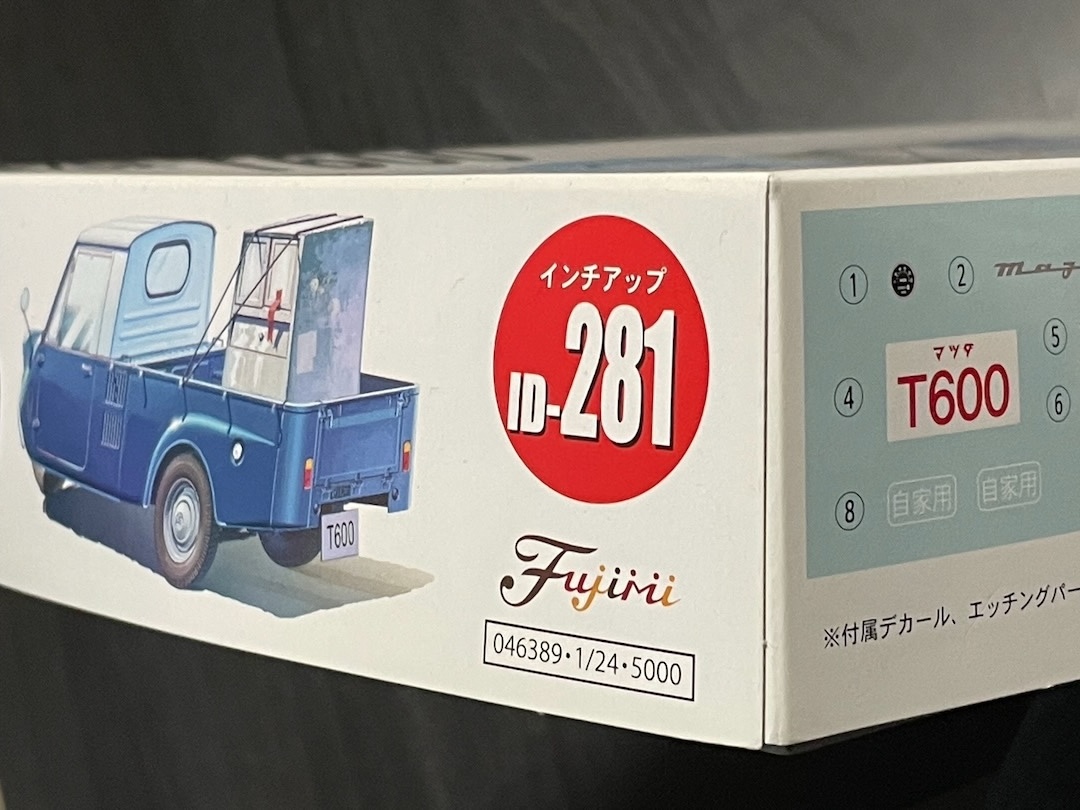 インチアップ
ID-281
T600
Fujimi
046389・1/24・5000
① ②
マツダ
T600
④
⑤
⑥
⑧
自家用 自家用
※付属デカール、エッチングパー